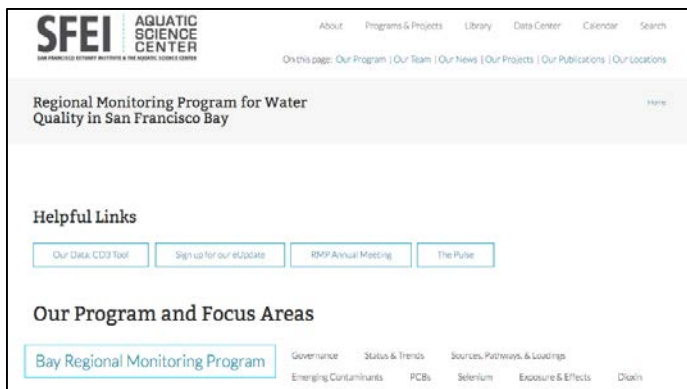 SFEI
AQUATIC
SCIENCE
CENTER
SAN FRANCISCO ESTUARY INSTITUTE & THE AQUATIC SCIENCE CENTER
About Programs & Projects Library Data Center Calendar Search
On this page: Our Program | Our Team | Our News | Our Projects | Our Publications | Our Locations
Regional Monitoring Program for Water
Quality in San Francisco Bay
Home
Helpful Links
Our Data: CD3 Tool Sign up for our eUpdate RMP Annual Meeting The Pulse
Our Program and Focus Areas
Bay Regional Monitoring Program
Governance Status & Trends Sources, Pathways, & Loadings
Emerging Contaminants PCBs Selenium Exposure & Effects Dioxin